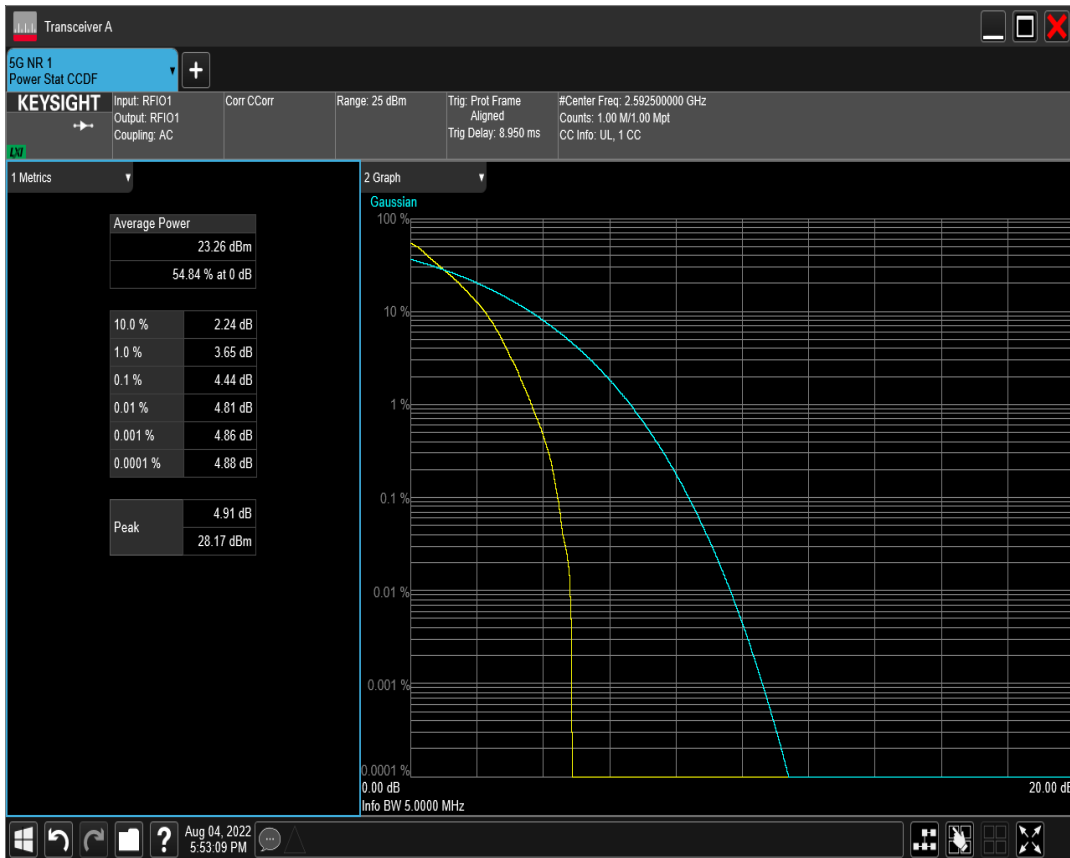 Transceiver A
5G NR 1
Power Stat CCDF
KEYSIGHT
LXI
Input: RFIO1
Output: RFIO1
Coupling: AC
Corr CCorr
Range: 25 dBm
Trig: Prot Frame
Aligned
Trig Delay: 8.950 ms
#Center Freq: 2.592500000 GHz
Counts: 1.00 M/1.00 Mpt
CC Info: UL, 1 CC
1 Metrics
Average Power
23.26 dBm
54.84 % at 0 dB
10.0 % 2.24 dB
1.0 % 3.65 dB
0.1 % 4.44 dB
0.01 % 4.81 dB
0.001 % 4.86 dB
0.0001 % 4.88 dB
Peak 4.91 dB
28.17 dBm
2 Graph
Gaussian
100 %
10 %
1 %
0.1 %
0.01 %
0.001 %
0.0001 %
0.00 dB 20.00 dB
Info BW 5.0000 MHz
Aug 04, 2022
5:53:09 PM